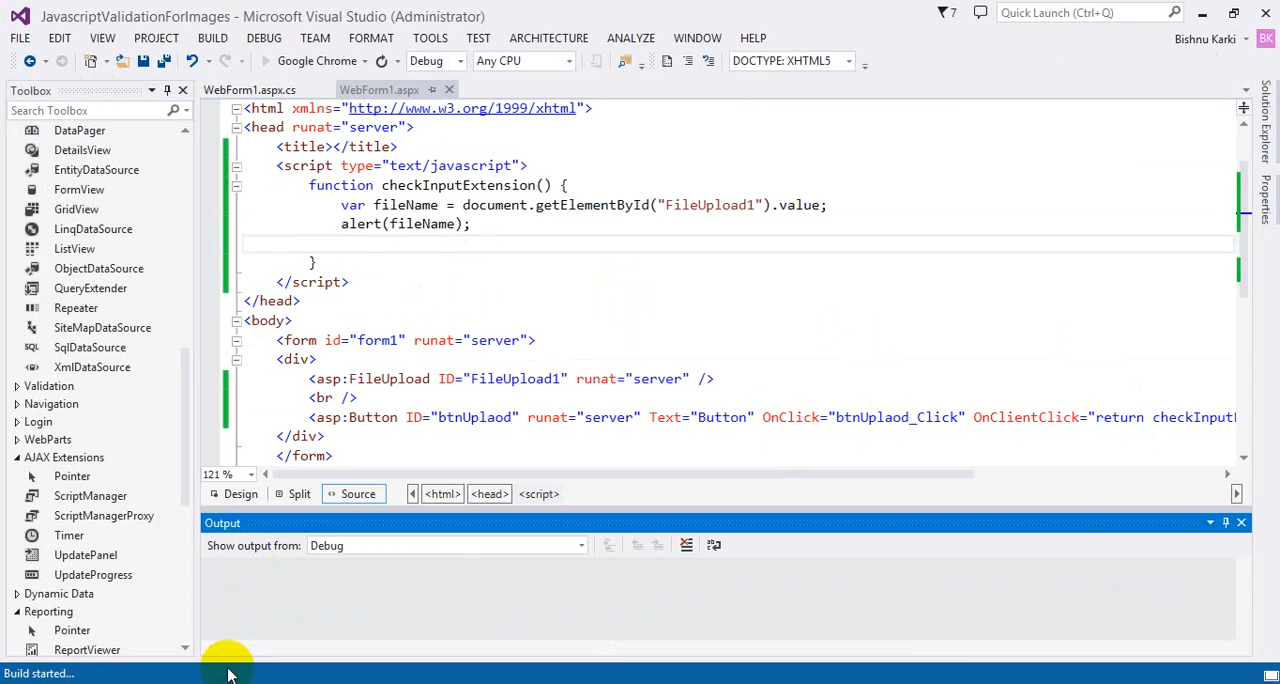 JavascriptValidationForImages - Microsoft Visual Studio (Administrator)
7
Quick Launch (Ctrl+Q)
FILE EDIT VIEW PROJECT BUILD DEBUG TEAM FORMAT TOOLS TEST ARCHITECTURE ANALYZE WINDOW HELP
Bishnu Karki BK
Google Chrome Debug Any CPU DOCTYPE: XHTML5
Toolbox
Search Toolbox
DataPager
DetailsView
EntityDataSource
FormView
GridView
LinqDataSource
ListView
ObjectDataSource
QueryExtender
Repeater
SiteMapDataSource
SQL SqlDataSource
XmlDataSource
Validation
Navigation
Login
WebParts
AJAX Extensions
Pointer
ScriptManager
ScriptManagerProxy
Timer
UpdatePanel
UpdateProgress
Dynamic Data
Reporting
Pointer
ReportViewer
WebForm1.aspx.cs WebForm1.aspx
<html xmlns="http://www.w3.org/1999/xhtml">
<head runat="server">
<title></title>
<script type="text/javascript">
function checkInputExtension() {
var fileName = document.getElementById("FileUpload1").value;
alert(fileName);
}
</script>
</head>
<body>
<form id="form1" runat="server">
<div>
<asp:FileUpload ID="FileUpload1" runat="server" />
<br />
<asp:Button ID="btnUplaod" runat="server" Text="Button" OnClick="btnUplaod_Click" OnClientClick="return checkInput
</div>
</form>
121 %
Design Split Source <html> <head> <script>
Output
Show output from: Debug
Solution Explorer
Properties
Build started...